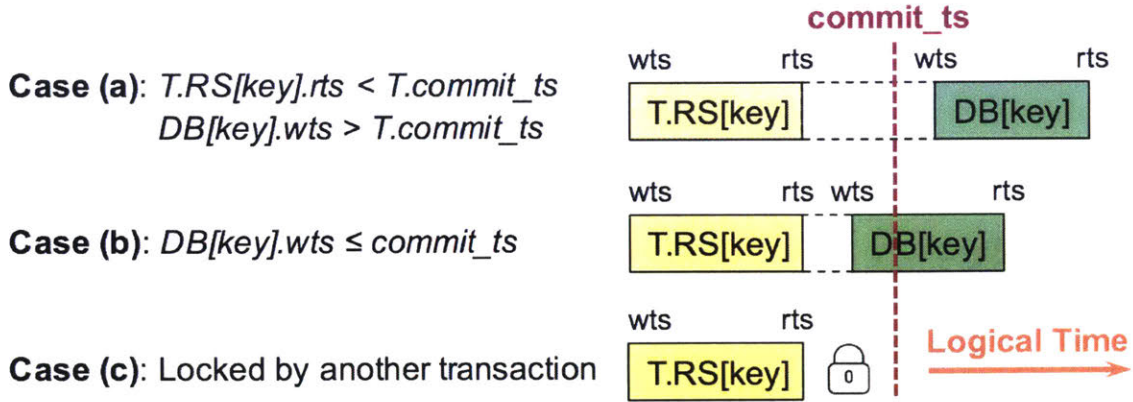 commit_ts
wts rts wts rts
Case (a): T.RS[key].rts < T.commit_ts
T.RS[key] DB[key]
DB[key].wts > T.commit_ts
wts rts wts rts
Case (b): DB[key].wts ≤ commit_ts T.RS[key] DB[key]
wts rts
Logical Time
Case (c): Locked by another transaction T.RS[key] 0